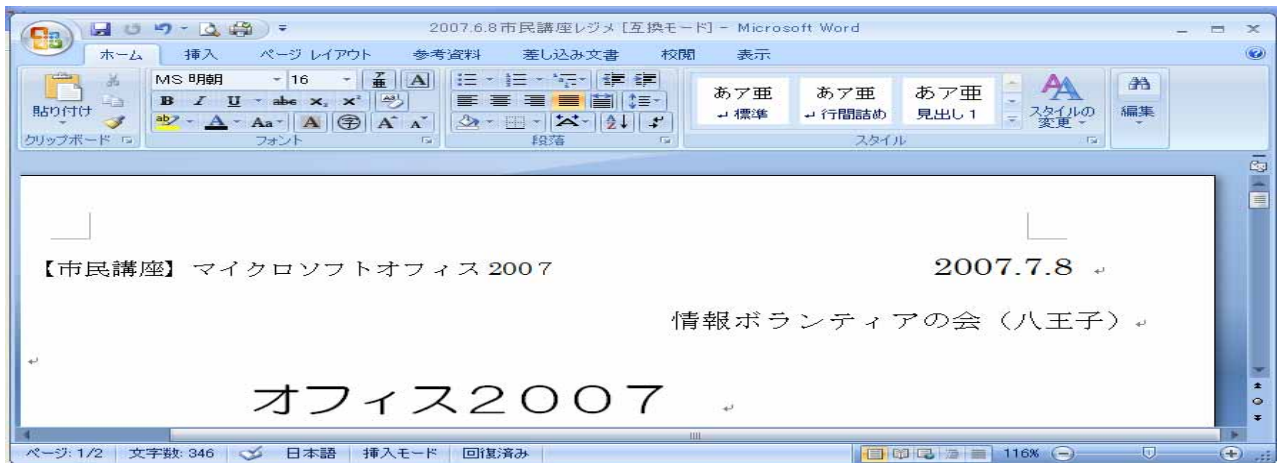 2007.6.8市民講座レジメ [互換モード] - Microsoft Word
ホーム 挿入 ページ レイアウト 参考資料 差し込み文書 校閲 表示
MS 明朝 16
貼り付け
B I U abc x₂ x² Aa A A A
あア亜 あア亜 あア亜
標準 行間詰め 見出し 1
スタイルの変更
編集
クリップボード フォント 段落 スタイル
【市民講座】マイクロソフトオフィス2007 2007.7.8
情報ボランティアの会（八王子）
オフィス2007
ページ: 1/2 文字数: 346 日本語 挿入モード 回復済み 116%